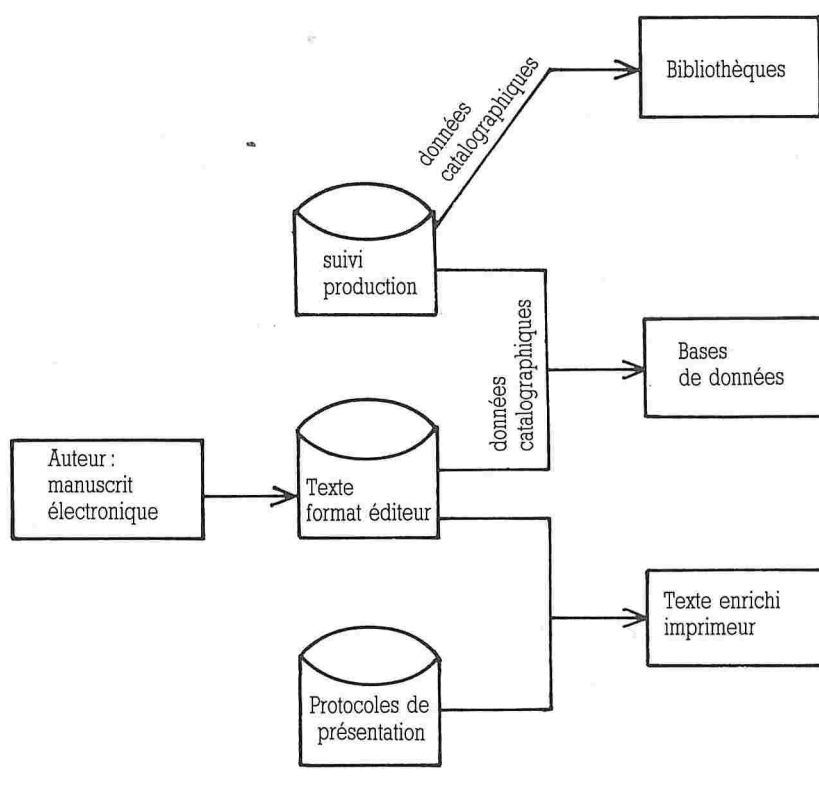 Bibliothèques
données
catalographiques
suivi
production
données
catalographiques
Bases
de données
Auteur :
manuscrit
électronique
Texte
format éditeur
Texte enrichi
imprimeur
Protocoles de
présentation